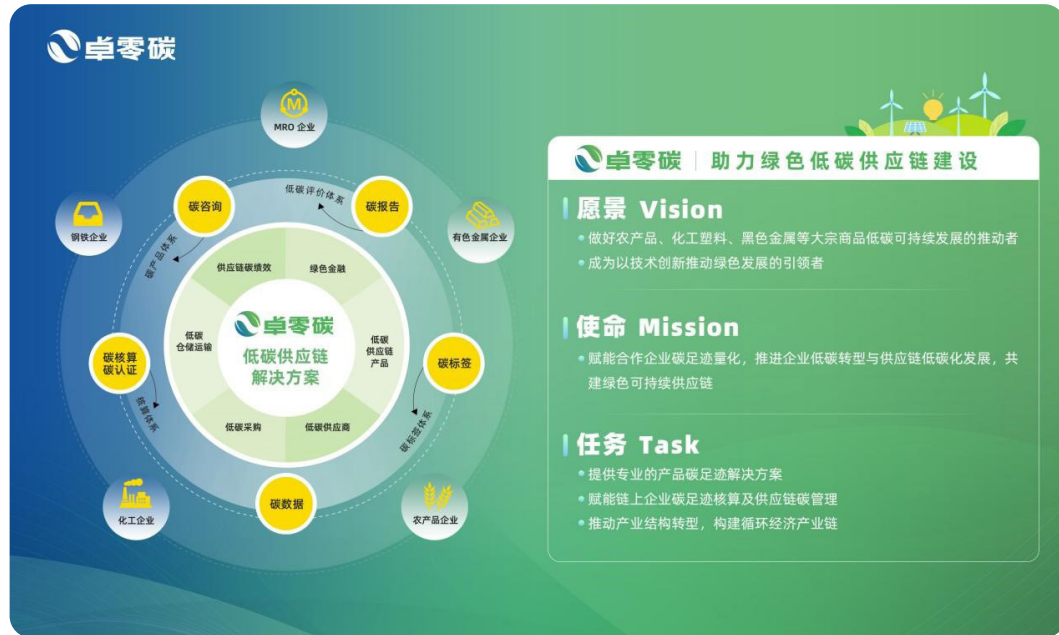 卓零碳
MRO 企业
钢铁企业
有色金属企业
化工企业
农产品企业
碳咨询
低碳评价体系
碳报告
碳产品体系
供应链碳绩效
绿色金融
低碳
仓储运输
卓零碳
低碳供应链
解决方案
低碳
供应链
产品
碳核算
碳认证
碳标签
核算体系
碳标签体系
低碳采购
低碳供应商
碳数据
卓零碳 | 助力绿色低碳供应链建设
愿景 Vision
做好农产品、化工塑料、黑色金属等大宗商品低碳可持续发展的推动者
成为以技术创新推动绿色发展的引领者
使命 Mission
赋能合作企业碳足迹量化，推进企业低碳转型与供应链低碳化发展，共
建绿色可持续供应链
任务 Task
提供专业的产品碳足迹解决方案
赋能链上企业碳足迹核算及供应链碳管理
推动产业结构转型，构建循环经济产业链